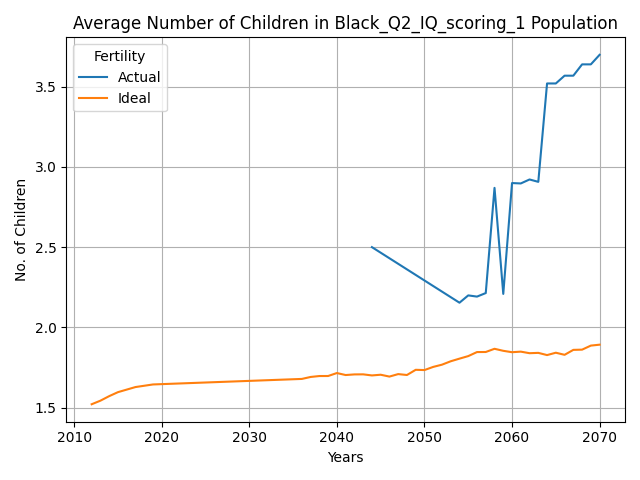 Average Number of Children in Black_Q2_IQ_scoring_1 Population
Fertility
Actual
Ideal
No. of Children
3.5
3.0
2.5
2.0
1.5
2010 2020 2030 2040 2050 2060 2070
Years